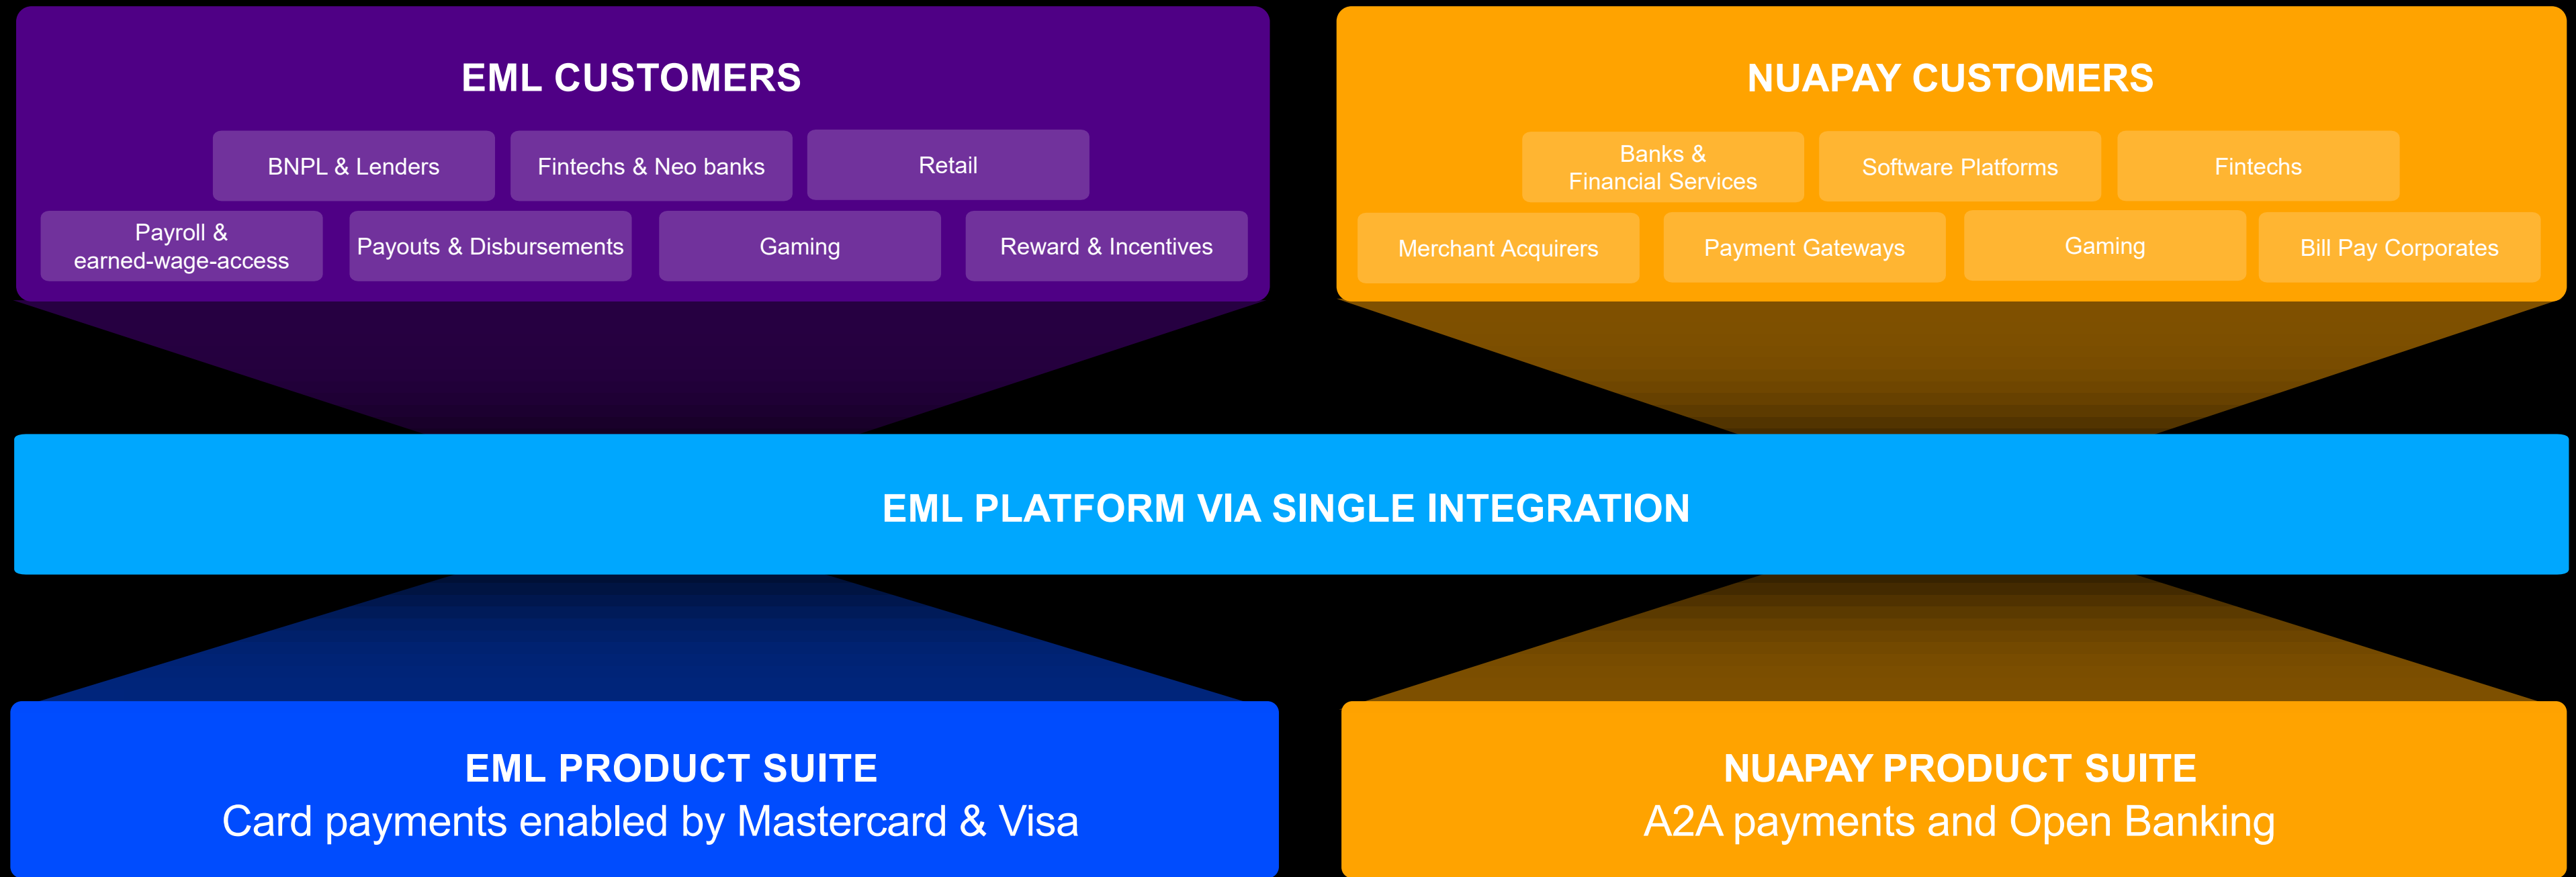 EML CUSTOMERS
BNPL & Lenders
Fintechs & Neo banks
Retail
Payroll &
earned-wage-access
Payouts & Disbursements
Gaming
Reward & Incentives
NUAPAY CUSTOMERS
Banks &
Financial Services
Software Platforms
Fintechs
Merchant Acquirers
Payment Gateways
Gaming
Bill Pay Corporates
EML PLATFORM VIA SINGLE INTEGRATION
EML PRODUCT SUITE
Card payments enabled by Mastercard & Visa
NUAPAY PRODUCT SUITE
A2A payments and Open Banking